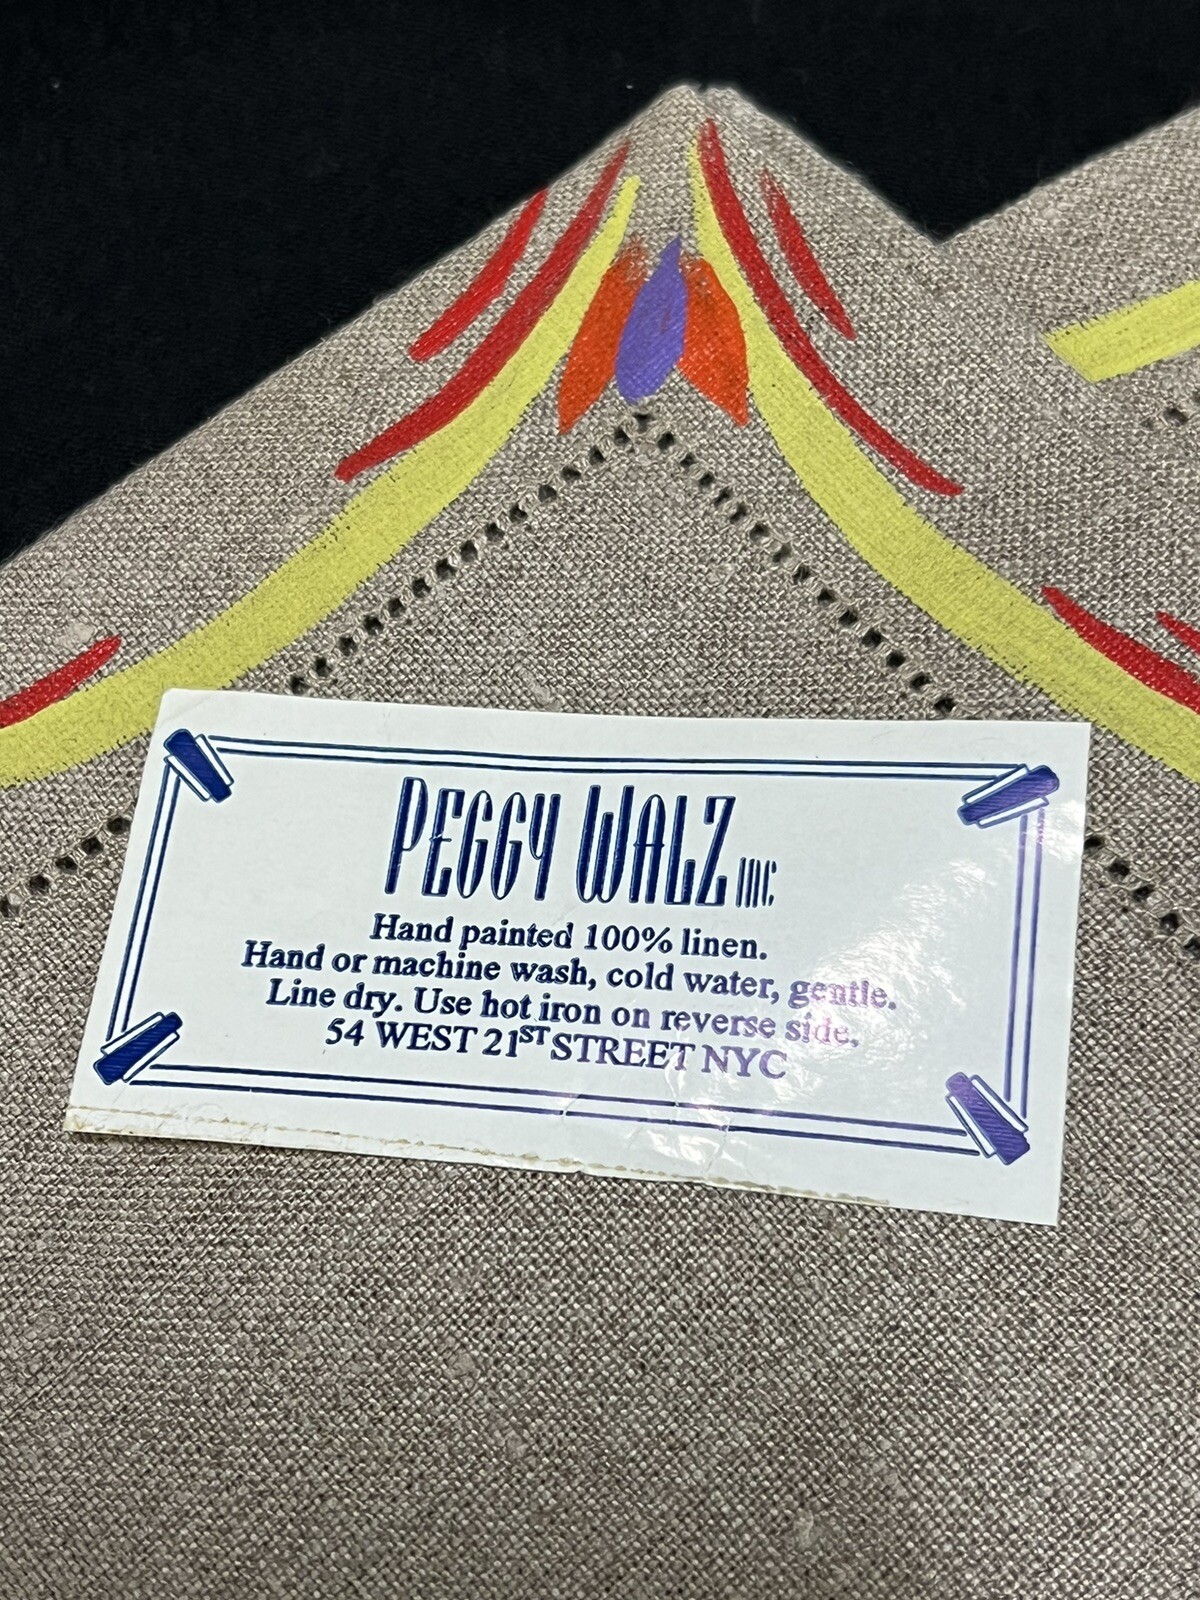 PEGGY WALZ INC
Hand painted 100% linen.
Hand or machine wash, cold water, gentle.
Line dry. Use hot iron on reverse side.
54 WEST 21ST STREET NYC